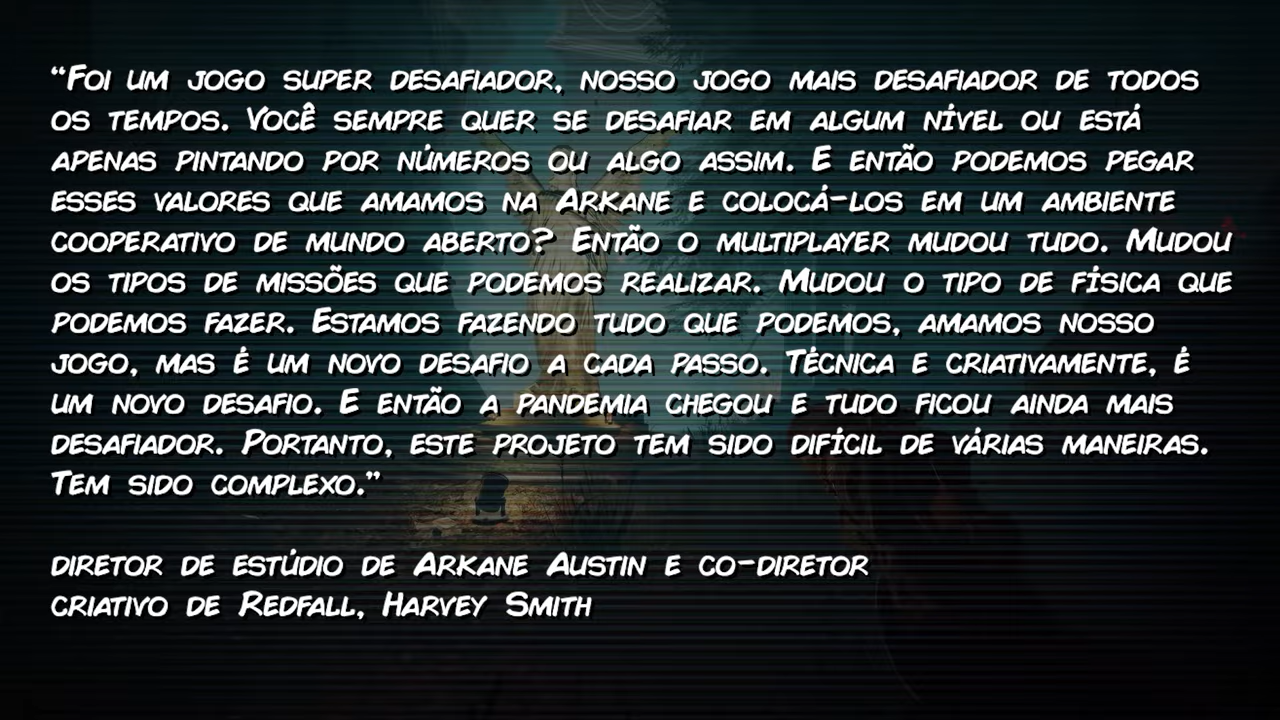 “Foi um jogo super desafiador, nosso jogo mais desafiador de todos
os tempos. Você sempre quer se desafiar em algum nível ou está
apenas pintando por números ou algo assim. E então podemos pegar
esses valores que amamos na Arkane e colocá-los em um ambiente
cooperativo de mundo aberto? Então o multiplayer mudou tudo. Mudou
os tipos de missões que podemos realizar. Mudou o tipo de física que
podemos fazer. Estamos fazendo tudo que podemos, amamos nosso
jogo, mas é um novo desafio a cada passo. Técnica e criativamente, é
um novo desafio. E então a pandemia chegou e tudo ficou ainda mais
desafiador. Portanto, este projeto tem sido difícil de várias maneiras.
Tem sido complexo.”
diretor de estúdio de Arkane Austin e co-diretor
criativo de Redfall, Harvey Smith